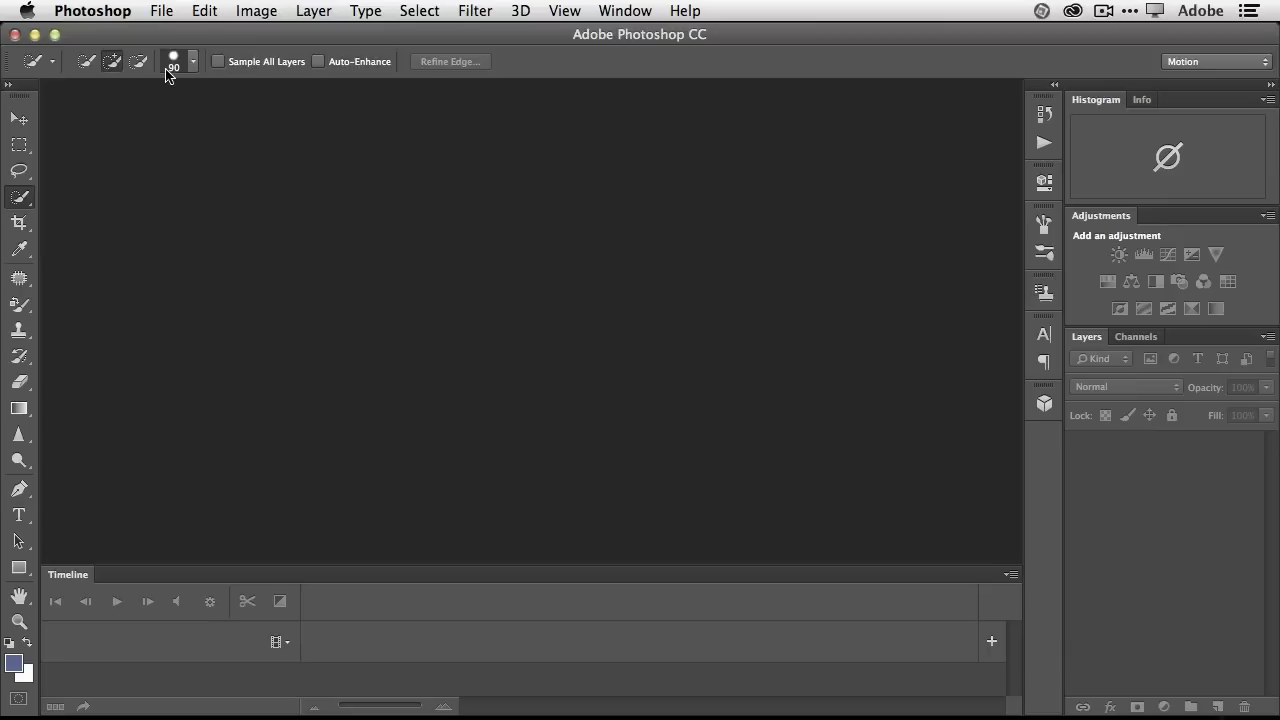 Photoshop File Edit Image Layer Type Select Filter 3D View Window Help Adobe
Adobe Photoshop CC
90 Sample All Layers Auto-Enhance Refine Edge... Motion
Histogram Info
Adjustments
Add an adjustment
Layers Channels
Kind T
Normal Opacity: 100%
Lock: Fill: 100%
A
T
Timeline
fx